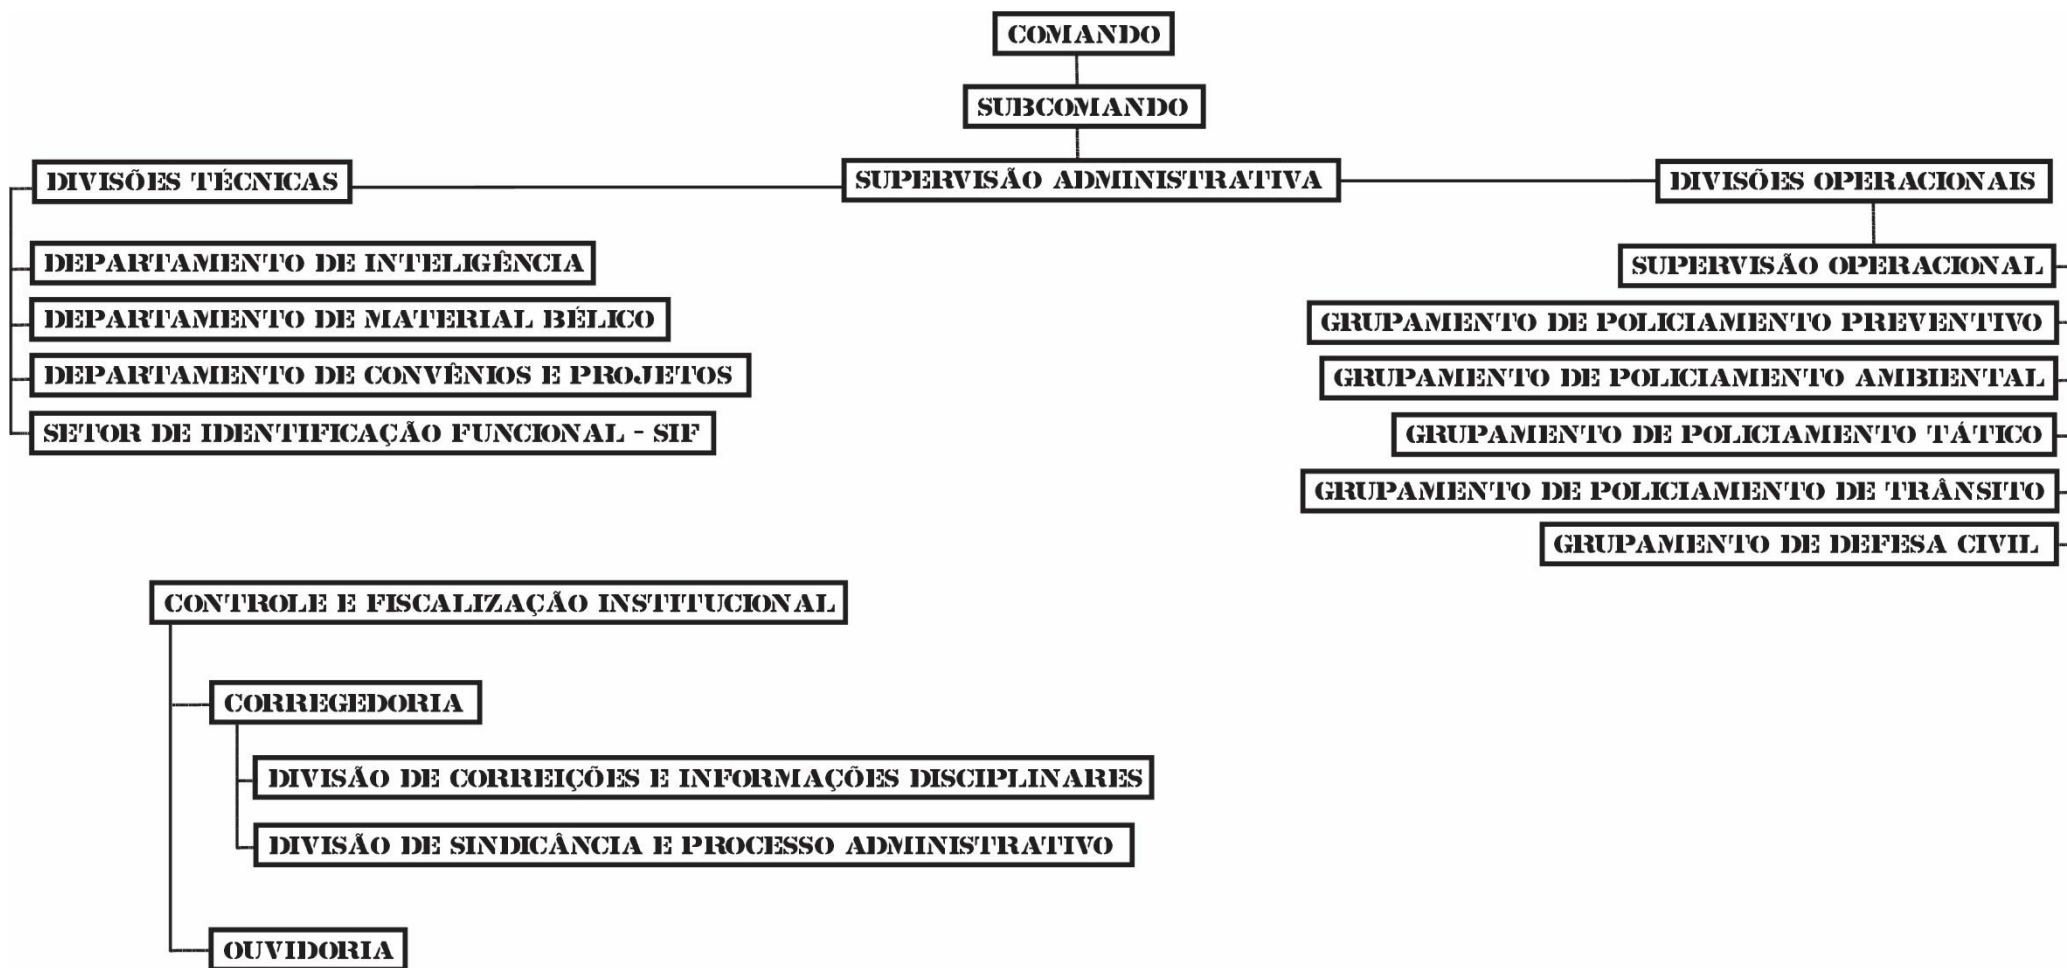 COMANDO
SUBCOMANDO
DIVISÕES TÉCNICAS
SUPERVISÃO ADMINISTRATIVA
DIVISÕES OPERACIONAIS
DEPARTAMENTO DE INTELIGÊNCIA
DEPARTAMENTO DE MATERIAL BÉLICO
DEPARTAMENTO DE CONVÊNIOS E PROJETOS
SETOR DE IDENTIFICAÇÃO FUNCIONAL - SIF
SUPERVISÃO OPERACIONAL
GRUPAMENTO DE POLICIAMENTO PREVENTIVO
GRUPAMENTO DE POLICIAMENTO AMBIENTAL
GRUPAMENTO DE POLICIAMENTO TÁTICO
GRUPAMENTO DE POLICIAMENTO DE TRÂNSITO
GRUPAMENTO DE DEFESA CIVIL
CONTROLE E FISCALIZAÇÃO INSTITUCIONAL
CORREGEDORIA
DIVISÃO DE CORREIÇÕES E INFORMAÇÕES DISCIPLINARES
DIVISÃO DE SINDICÂNCIA E PROCESSO ADMINISTRATIVO
OUVIDORIA